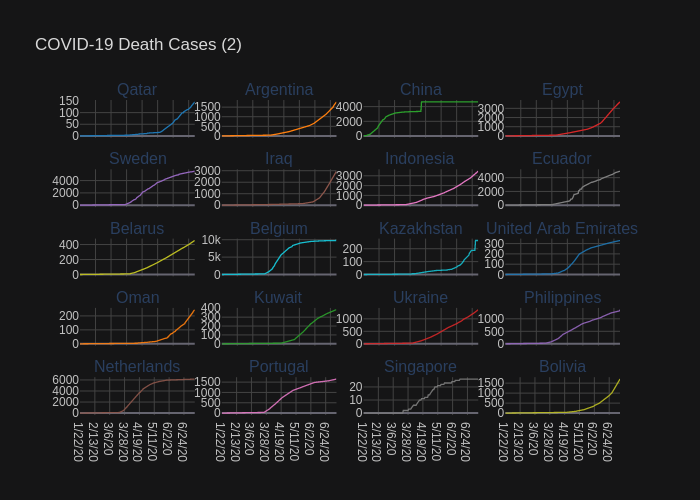 COVID-19 Death Cases (2)
Qatar Argentina China Egypt
150 100 50 0
1500 1000 500 0
4000 2000 0
3000 2000 1000 0
Sweden Iraq Indonesia Ecuador
4000 2000 0
3000 2000 1000 0
3000 2000 1000 0
4000 2000 0
Belarus Belgium Kazakhstan United Arab Emirates
400 200 0
10k 5k 0
200 100 0
300 200 100 0
Oman Kuwait Ukraine Philippines
200 100 0
400 300 200 100 0
1000 500 0
1000 500 0
Netherlands Portugal Singapore Bolivia
6000 4000 2000 0
1500 1000 500 0
20 10 0
1500 1000 500 0
1/22/20 2/13/20 3/6/20 3/28/20 4/19/20 5/11/20 6/2/20 6/24/20
1/22/20 2/13/20 3/6/20 3/28/20 4/19/20 5/11/20 6/2/20 6/24/20
1/22/20 2/13/20 3/6/20 3/28/20 4/19/20 5/11/20 6/2/20 6/24/20
1/22/20 2/13/20 3/6/20 3/28/20 4/19/20 5/11/20 6/2/20 6/24/20